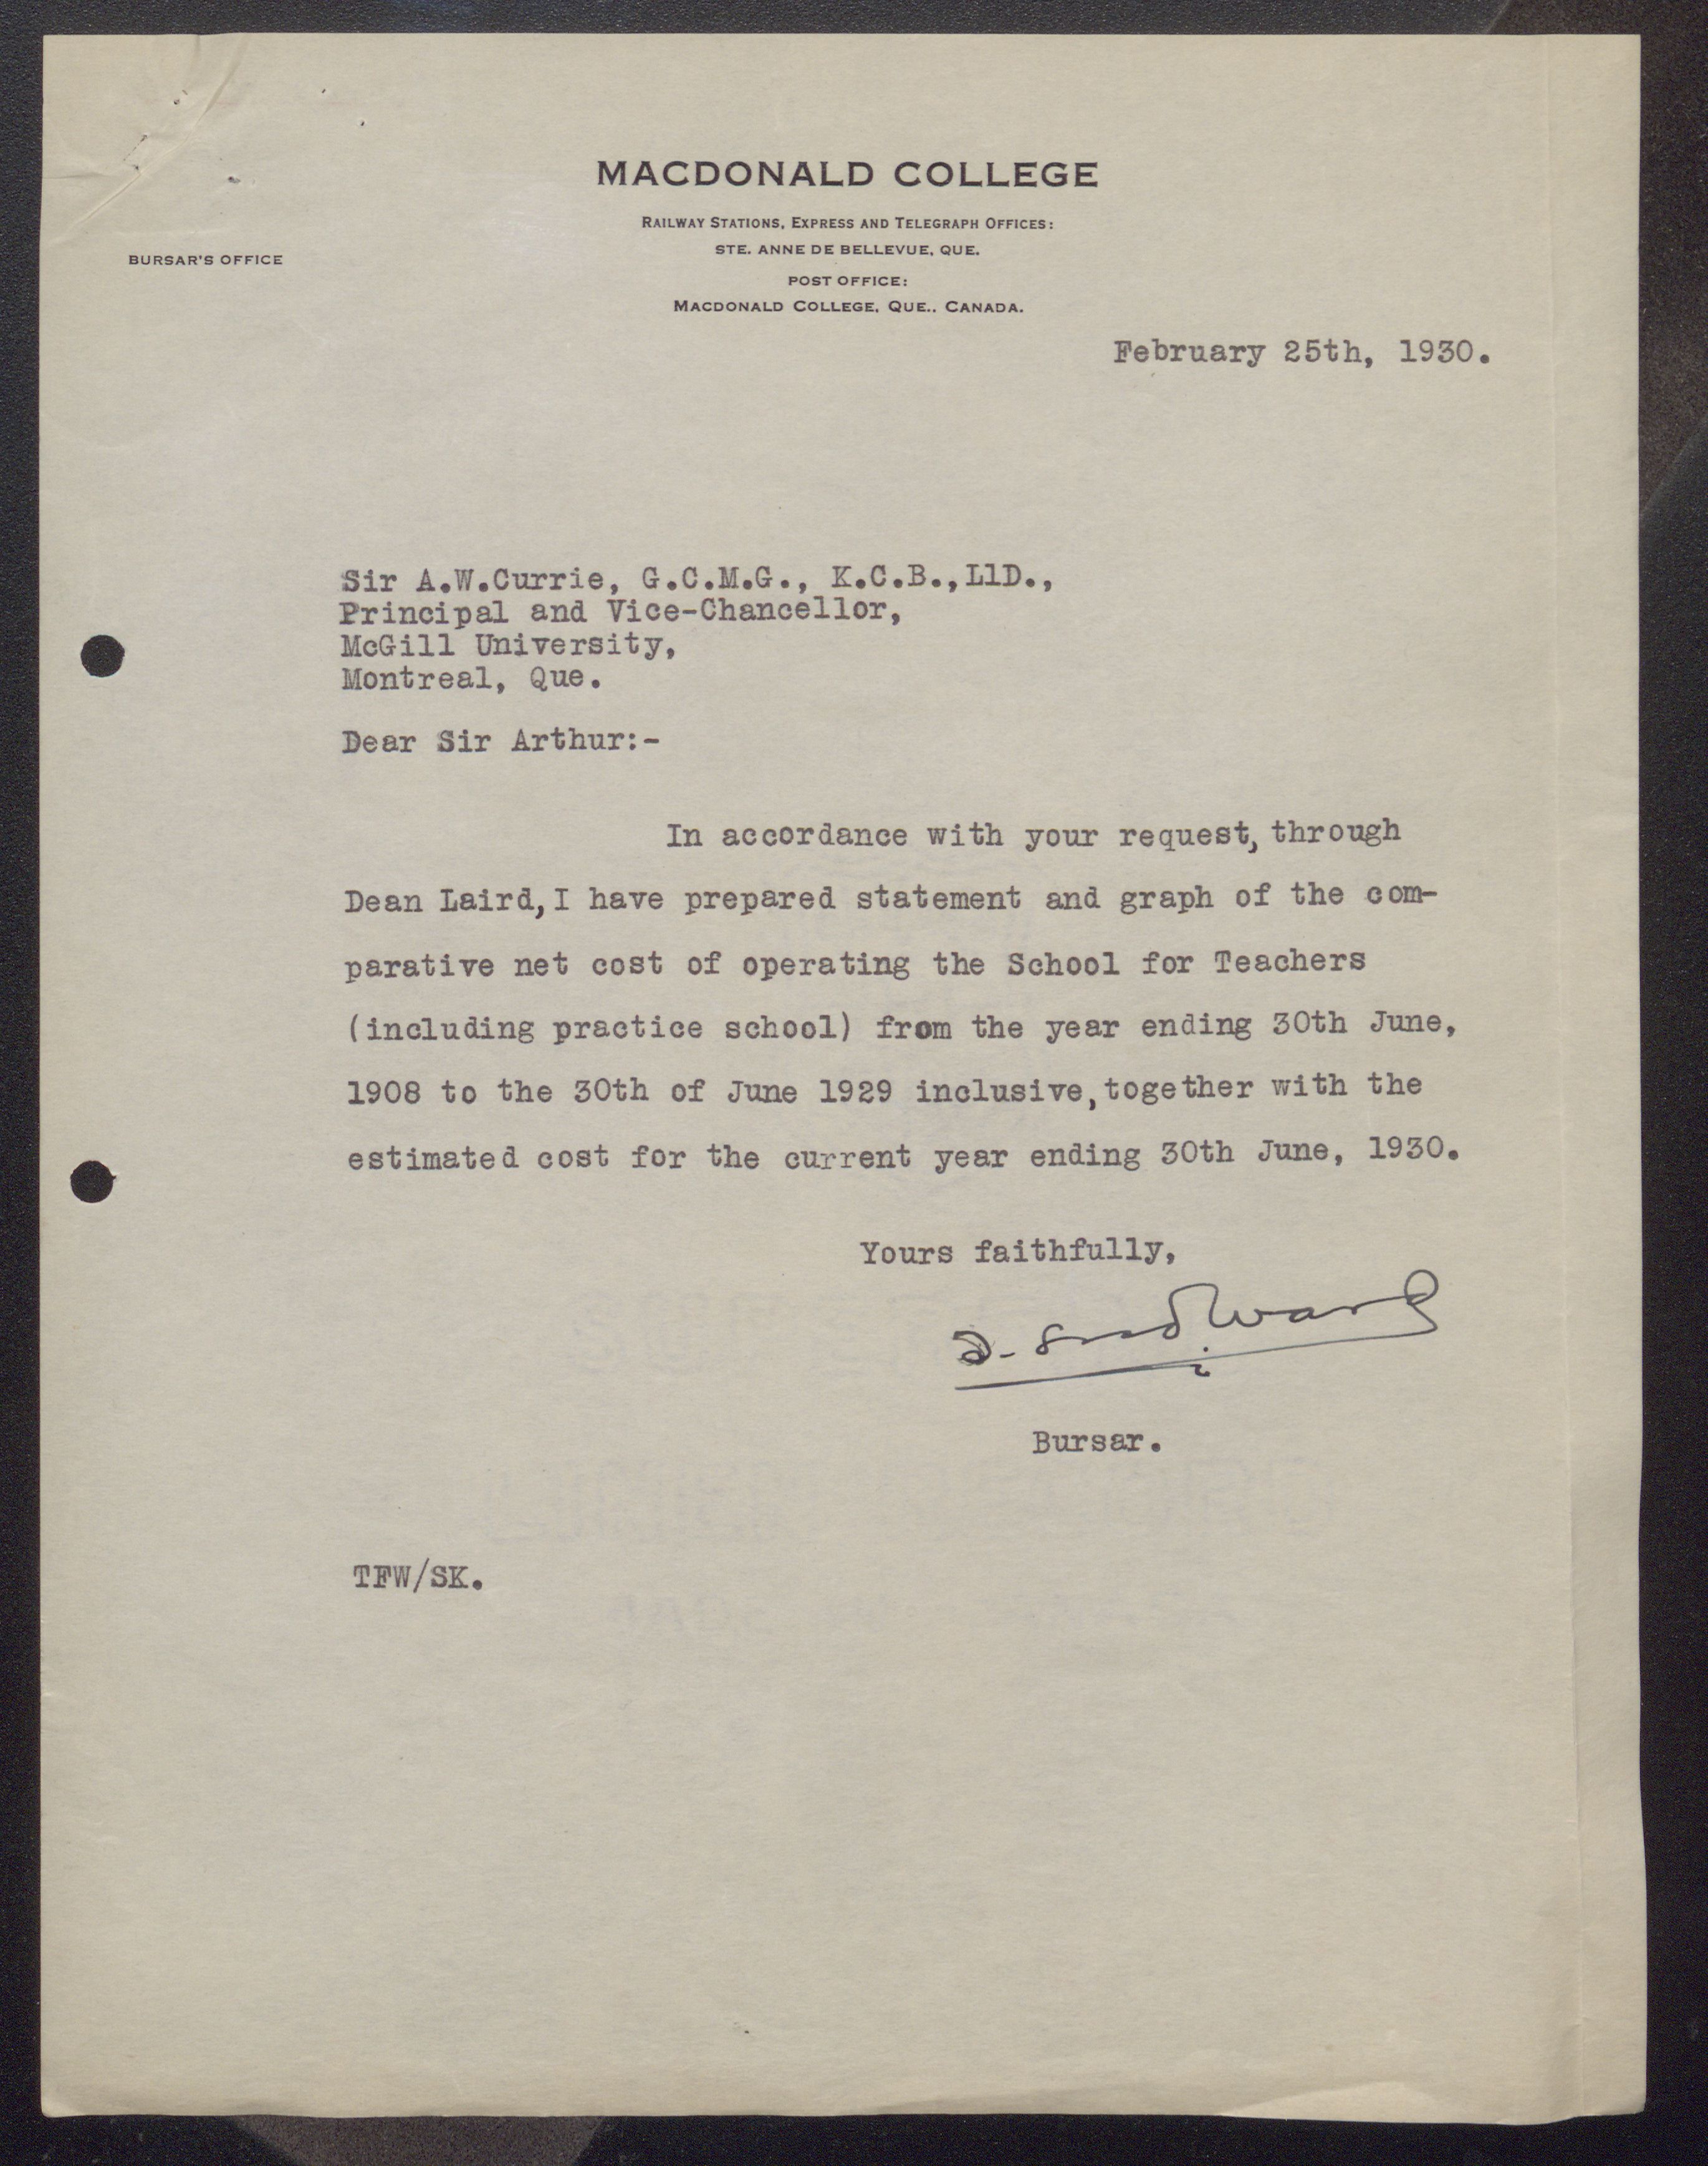 MACDONALD COLLEGE
RAILWAY STATIONS, EXPRESS AND TELEGRAPH OFFICES:
STE. ANNE DE BELLEVUE, QUE.
BURSAR'S OFFICE
POST OFFICE:
MACDONALD COLLEGE, QUE., CANADA.
February 25th, 1930.
Sir A.W.Currie, G.C.M.G., K.C.B.,LlD.,
Principal and Vice-Chancellor,
McGill University,
Montreal, Que.
Dear Sir Arthur:-
In accordance with your request, through
Dean Laird, I have prepared statement and graph of the com-
parative net cost of operating the School for Teachers
(including practice school) from the year ending 30th June,
1908 to the 30th of June 1929 inclusive, together with the
estimated cost for the current year ending 30th June, 1930.
Yours faithfully,
Ward
Bursar.
TFW/SK.